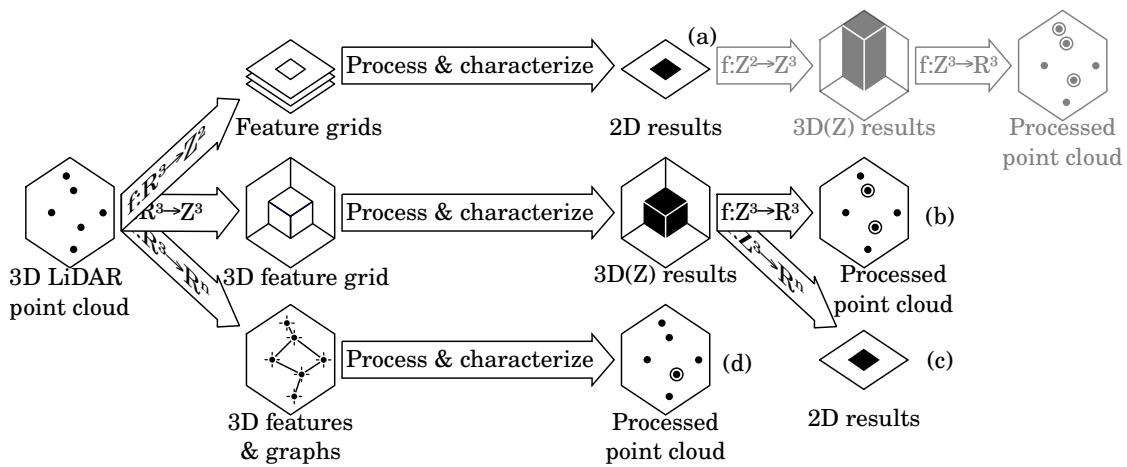 (a)
Process & characterize
f:Z²→Z³
f:Z³→R³
Feature grids
2D results
3D(Z) results
Processed
point cloud
f:R³→Z²
R³→Z³
Process & characterize
f:Z³→R³
(b)
:R³→Rⁿ
3D LiDAR
point cloud
3D feature grid
3D(Z) results
Processed
point cloud
Z³→Rⁿ
Process & characterize
(d)
(c)
3D features
& graphs
Processed
point cloud
2D results